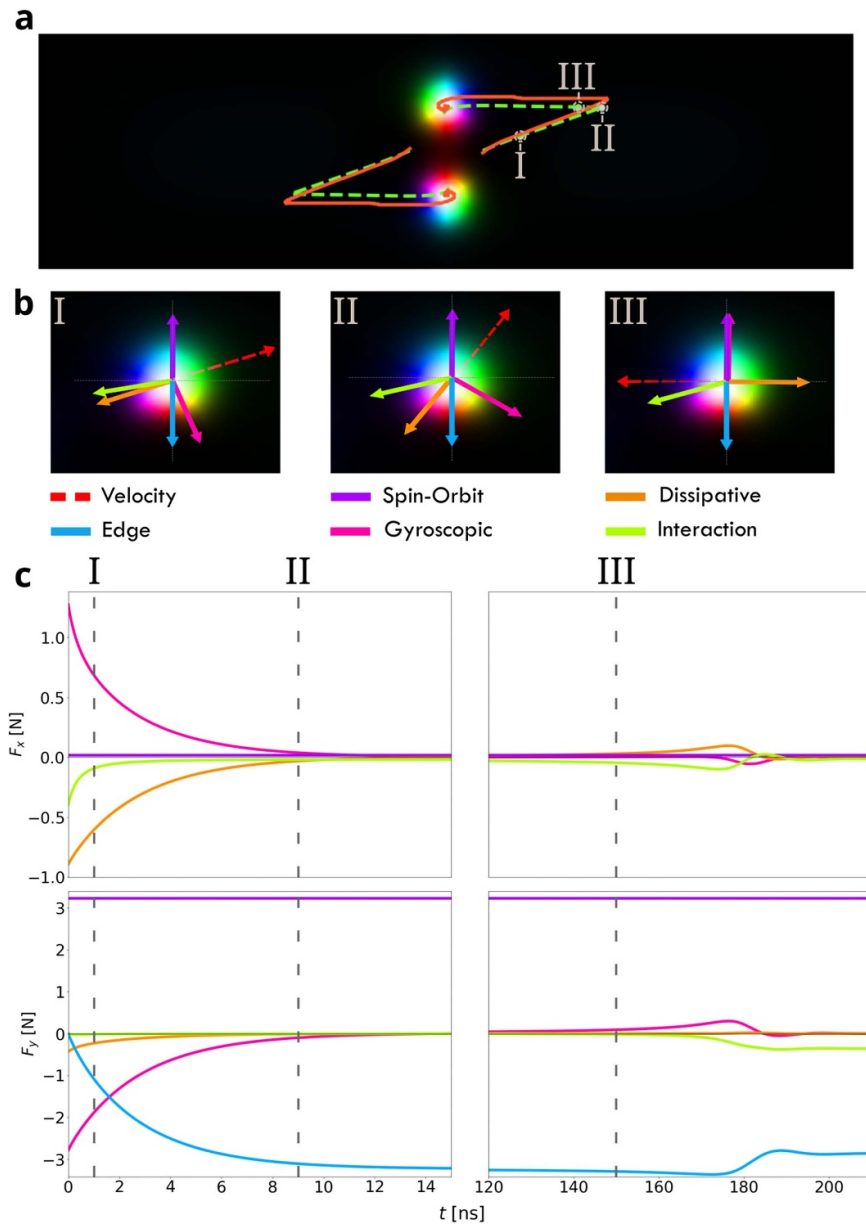 a
III
I
II
b
I
II
III
Velocity
Spin-Orbit
Dissipative
Edge
Gyroscopic
Interaction
c
I
II
III
1.0
0.5
0.0
−0.5
−1.0
Fₓ [N]
3
2
1
0
−1
−2
−3
F_y [N]
0 2 4 6 8 10 12 14 120 140 160 180 200
t [ns]